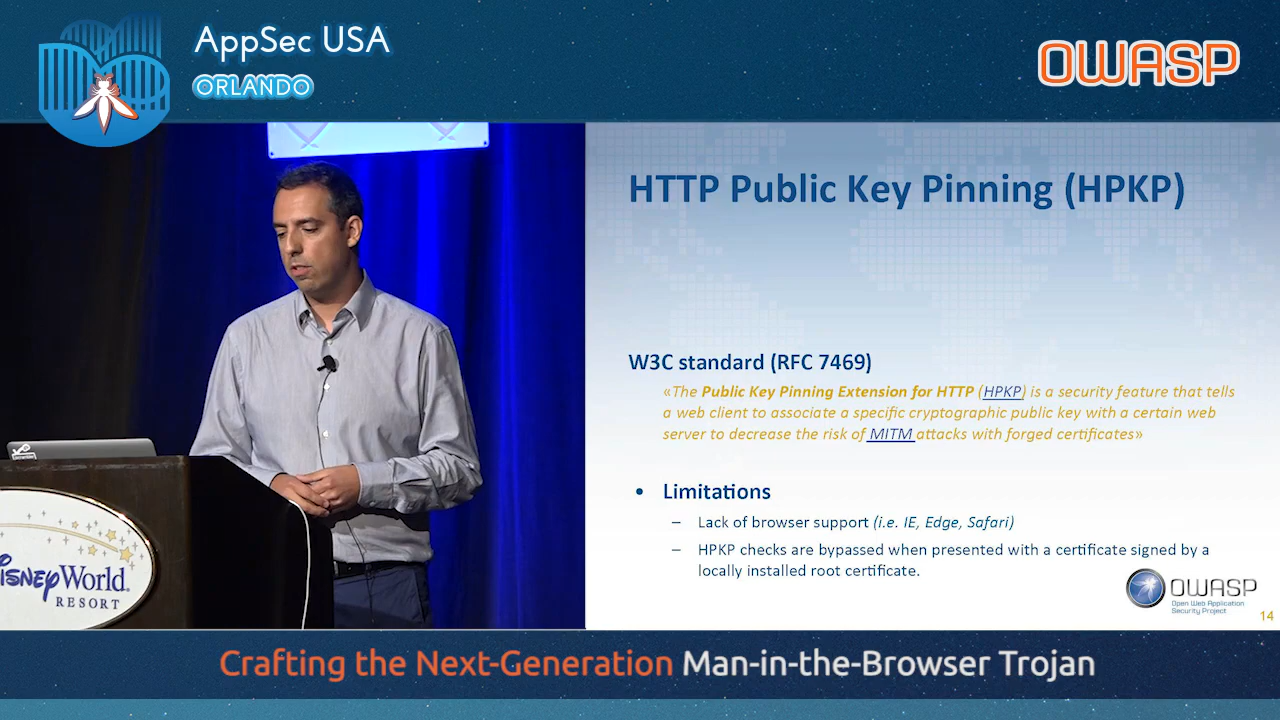 AppSec USA
ORLANDO
OWASP
HTTP Public Key Pinning (HPKP)
W3C standard (RFC 7469)
«The Public Key Pinning Extension for HTTP (HPKP) is a security feature that tells
a web client to associate a specific cryptographic public key with a certain web
server to decrease the risk of MITM attacks with forged certificates»
• Limitations
– Lack of browser support (i.e. IE, Edge, Safari)
– HPKP checks are bypassed when presented with a certificate signed by a
locally installed root certificate.
OWASP
Open Web Application
Security Project
14
World.
RESORT
Crafting the Next-Generation Man-in-the-Browser Trojan